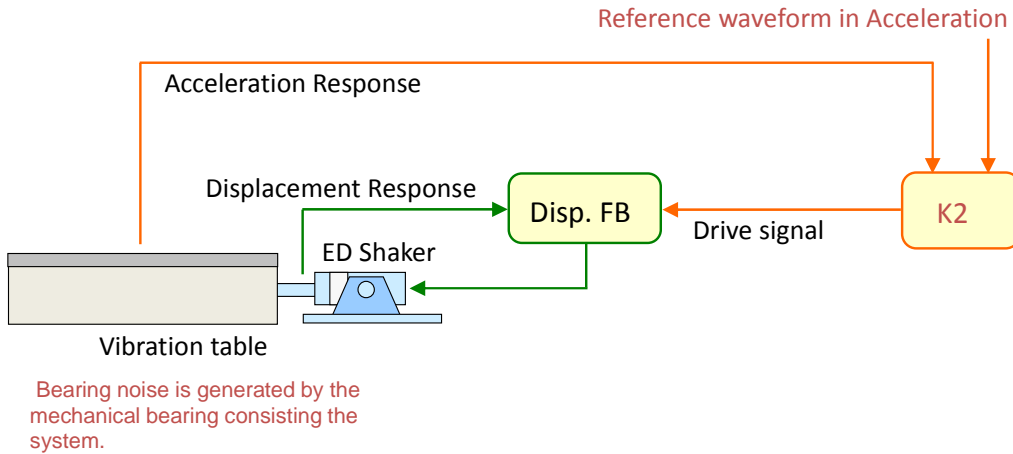 Reference waveform in Acceleration
Acceleration Response
Displacement Response
Disp. FB
K2
Drive signal
ED Shaker
Vibration table
Bearing noise is generated by the
mechanical bearing consisting the
system.